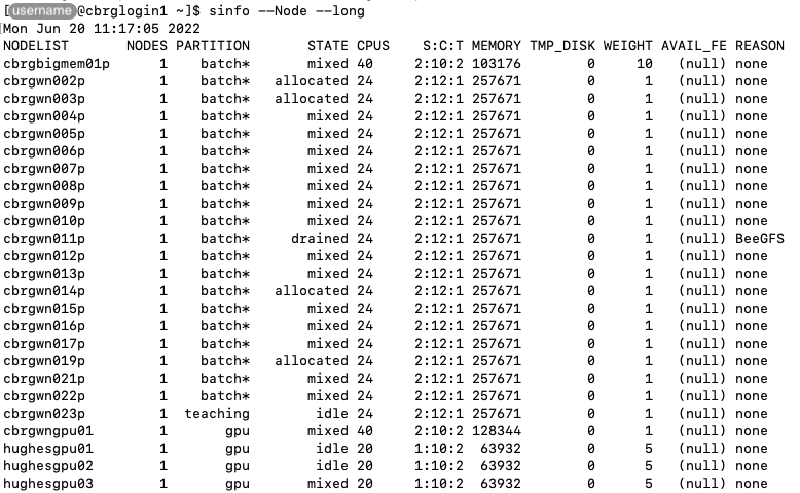 [username@cbrglogin1 ~]$ sinfo --Node --long
Mon Jun 20 11:17:05 2022
NODELIST NODES PARTITION STATE CPUS S:C:T MEMORY TMP_DISK WEIGHT AVAIL_FE REASON
cbrgbigmem01p 1 batch* mixed 40 2:10:2 103176 0 10 (null) none
cbrgwn002p 1 batch* allocated 24 2:12:1 257671 0 1 (null) none
cbrgwn003p 1 batch* allocated 24 2:12:1 257671 0 1 (null) none
cbrgwn004p 1 batch* mixed 24 2:12:1 257671 0 1 (null) none
cbrgwn005p 1 batch* mixed 24 2:12:1 257671 0 1 (null) none
cbrgwn006p 1 batch* mixed 24 2:12:1 257671 0 1 (null) none
cbrgwn007p 1 batch* mixed 24 2:12:1 257671 0 1 (null) none
cbrgwn008p 1 batch* mixed 24 2:12:1 257671 0 1 (null) none
cbrgwn009p 1 batch* mixed 24 2:12:1 257671 0 1 (null) none
cbrgwn010p 1 batch* mixed 24 2:12:1 257671 0 1 (null) none
cbrgwn011p 1 batch* drained 24 2:12:1 257671 0 1 (null) BeeGFS
cbrgwn012p 1 batch* mixed 24 2:12:1 257671 0 1 (null) none
cbrgwn013p 1 batch* mixed 24 2:12:1 257671 0 1 (null) none
cbrgwn014p 1 batch* allocated 24 2:12:1 257671 0 1 (null) none
cbrgwn015p 1 batch* mixed 24 2:12:1 257671 0 1 (null) none
cbrgwn016p 1 batch* mixed 24 2:12:1 257671 0 1 (null) none
cbrgwn017p 1 batch* mixed 24 2:12:1 257671 0 1 (null) none
cbrgwn019p 1 batch* allocated 24 2:12:1 257671 0 1 (null) none
cbrgwn021p 1 batch* mixed 24 2:12:1 257671 0 1 (null) none
cbrgwn022p 1 batch* mixed 24 2:12:1 257671 0 1 (null) none
cbrgwn023p 1 teaching idle 24 2:12:1 257671 0 1 (null) none
cbrgwngpu01 1 gpu mixed 40 2:10:2 128344 0 1 (null) none
hughesgpu01 1 gpu idle 20 1:10:2 63932 0 5 (null) none
hughesgpu02 1 gpu idle 20 1:10:2 63932 0 5 (null) none
hughesgpu03 1 gpu mixed 20 1:10:2 63932 0 5 (null) none